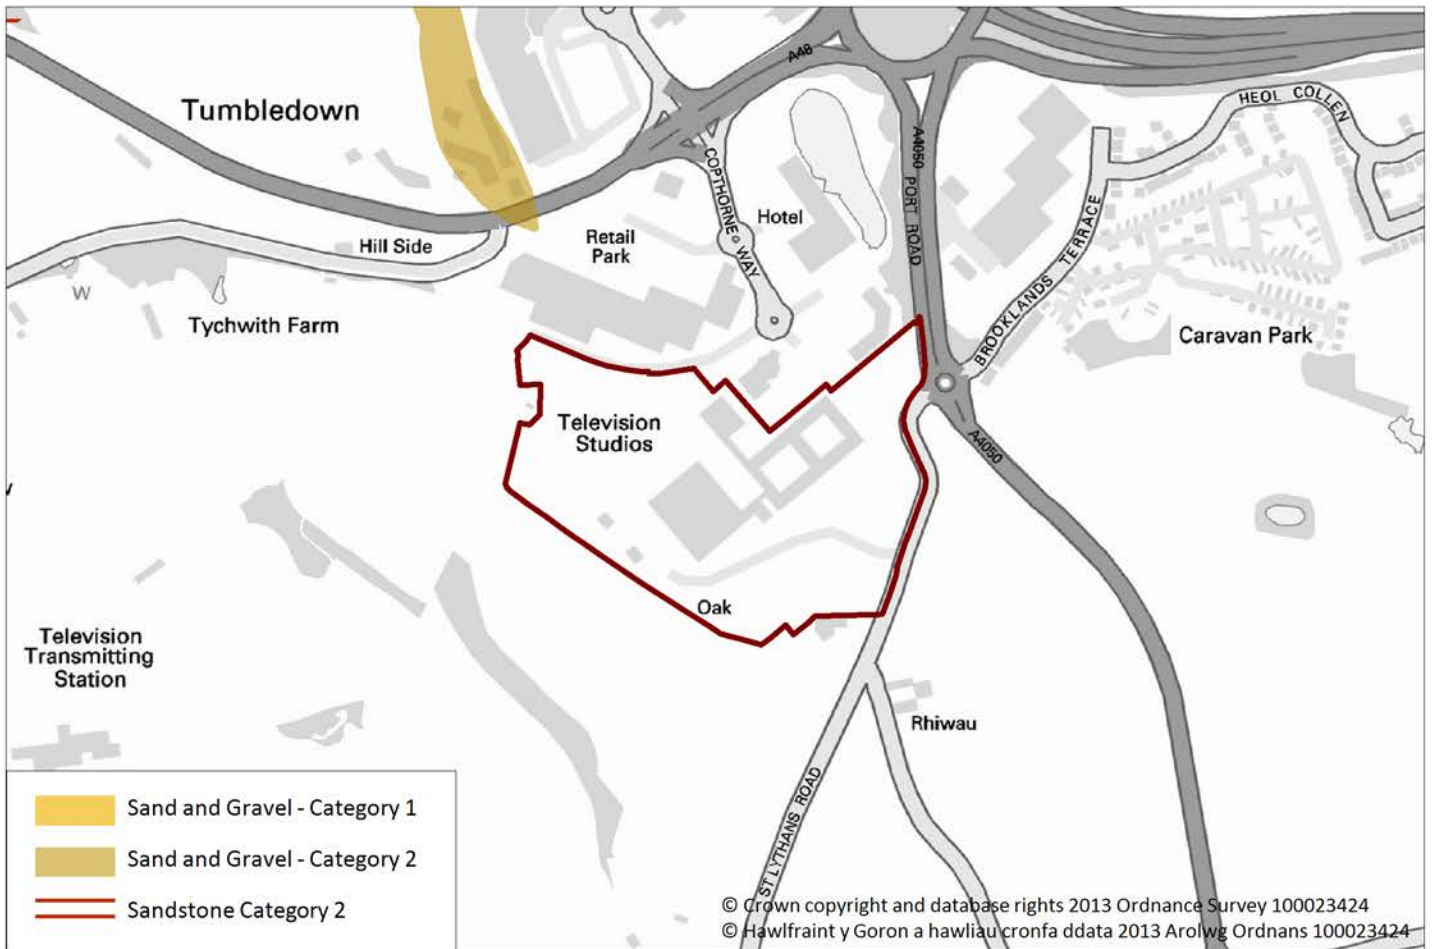 A48
HEOL COLLEN
Tumbledown
COPTHORNE WAY
A4050 PORT ROAD
BROOKLANDS TERRACE
Hotel
Retail
Park
Hill Side
W
Tychwith Farm
Caravan Park
Television
Studios
A4050
Oak
Television
Transmitting
Station
Rhiwau
ST LYTHANS ROAD
Sand and Gravel - Category 1
Sand and Gravel - Category 2
Sandstone Category 2
© Crown copyright and database rights 2013 Ordnance Survey 100023424
© Hawlfraint y Goron a hawliau cronfa ddata 2013 Arolwg Ordnans 100023424